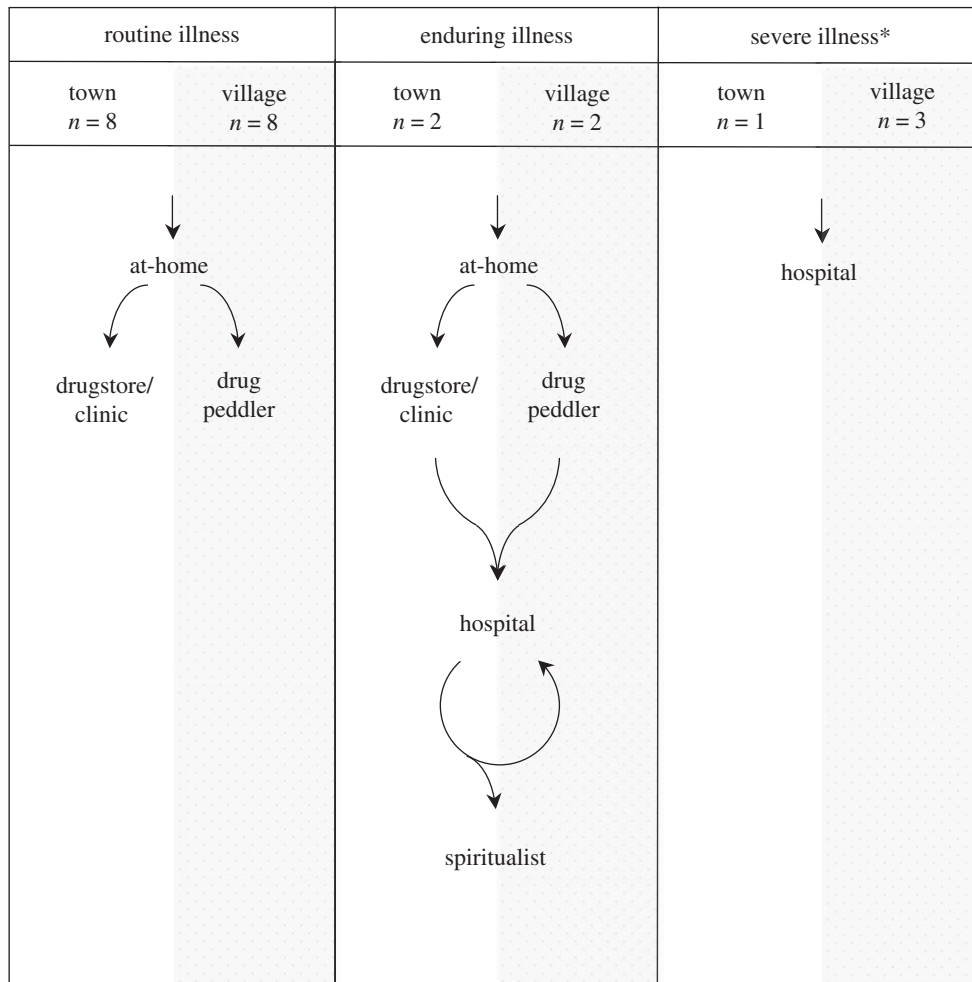 routine illness
enduring illness
severe illness*
town
n = 8
village
n = 8
town
n = 2
village
n = 2
town
n = 1
village
n = 3
at-home
drugstore/
clinic
drug
peddler
at-home
drugstore/
clinic
drug
peddler
hospital
spiritualist
hospital